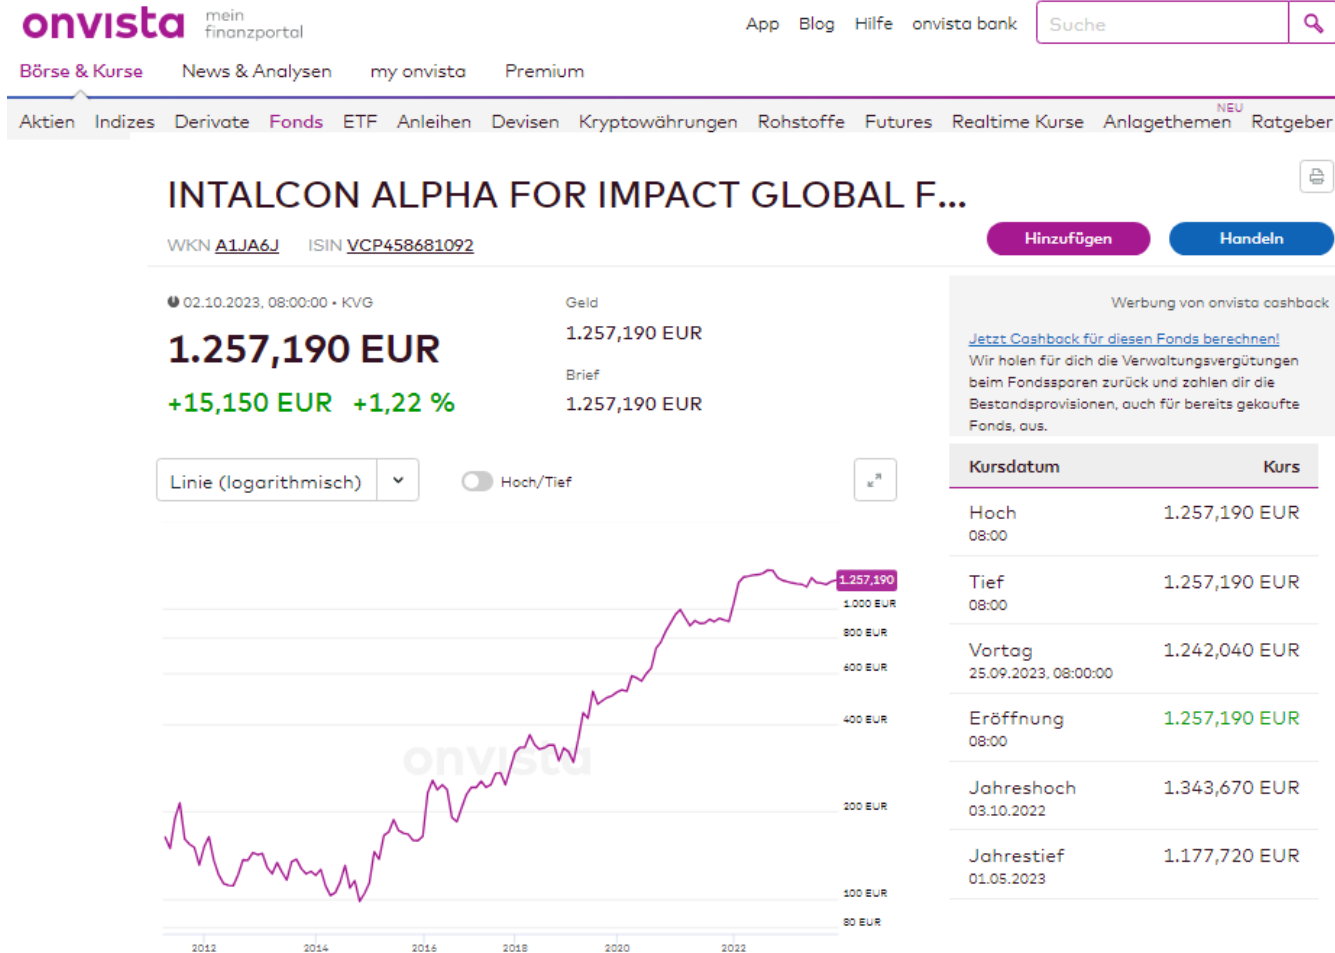 onvista mein finanzportal
App Blog Hilfe onvista bank Suche
Börse & Kurse News & Analysen my onvista Premium
NEU
Aktien Indizes Derivate Fonds ETF Anleihen Devisen Kryptowährungen Rohstoffe Futures Realtime Kurse Anlagethemen Ratgeber
INTALCON ALPHA FOR IMPACT GLOBAL F...
WKN A1JA6J ISIN VCP458681092
Hinzufügen Handeln
02.10.2023, 08:00:00 • KVG
1.257,190 EUR
+15,150 EUR +1,22 %
Geld
1.257,190 EUR
Brief
1.257,190 EUR
Werbung von onvista cashback
Jetzt Cashback für diesen Fonds berechnen!
Wir holen für dich die Verwaltungsvergütungen
beim Fondssparen zurück und zahlen dir die
Bestandsprovisionen, auch für bereits gekaufte
Fonds, aus.
Linie (logarithmisch) Hoch/Tief
onvista
1.257,190
1.000 EUR
800 EUR
600 EUR
400 EUR
200 EUR
100 EUR
80 EUR
2012 2014 2016 2018 2020 2022
Kursdatum Kurs
Hoch 1.257,190 EUR
08:00
Tief 1.257,190 EUR
08:00
Vortag 1.242,040 EUR
25.09.2023, 08:00:00
Eröffnung 1.257,190 EUR
08:00
Jahreshoch 1.343,670 EUR
03.10.2022
Jahrestief 1.177,720 EUR
01.05.2023